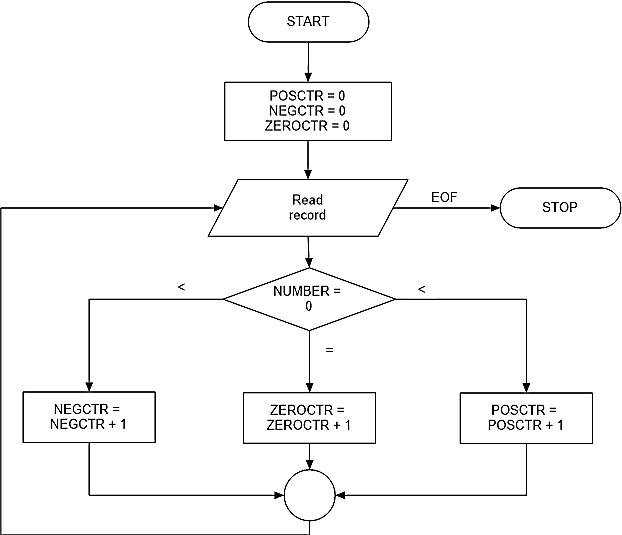 START
POSCTR = 0
NEGCTR = 0
ZEROCTR = 0
Read
record
EOF
STOP
<
NUMBER =
0
<
=
NEGCTR =
NEGCTR + 1
ZEROCTR =
ZEROCTR + 1
POSCTR =
POSCTR + 1